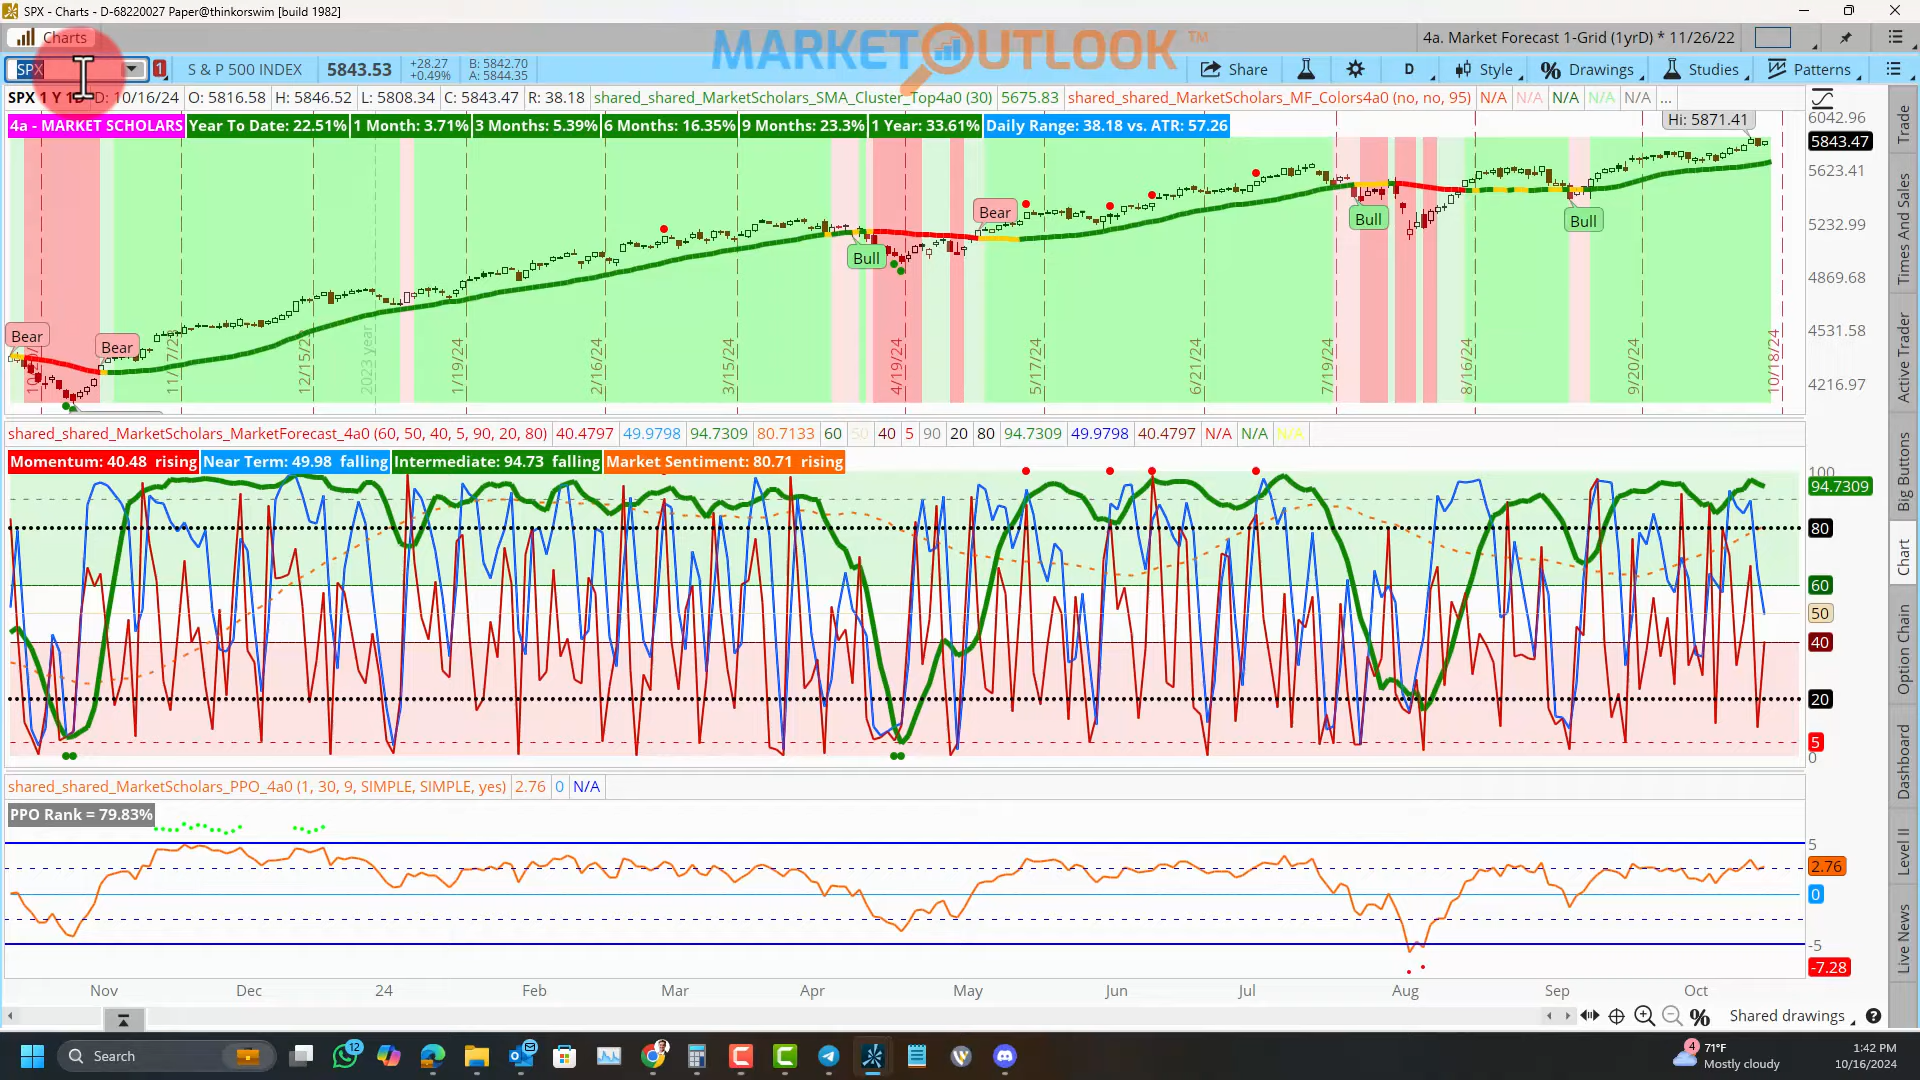 SPX - Charts - D-68220027 Paper@thinkorswim [build 1982]
Charts
MARKET OUTLOOK ™
4a. Market Forecast 1-Grid (1yrD) * 11/26/22
SPX
1
S & P 500 INDEX
5843.53
+28.27
+0.49%
B: 5842.70
A: 5844.35
Share
D
Style
% Drawings
Studies
Patterns
SPX 1 Y 1D D: 10/16/24 O: 5816.58 H: 5846.52 L: 5808.34 C: 5843.47 R: 38.18 shared_shared_MarketScholars_SMA_Cluster_Top4a0 (30) 5675.83 shared_shared_MarketScholars_MF_Colors4a0 (no, no, 95) N/A N/A N/A N/A N/A ...
4a - MARKET SCHOLARS Year To Date: 22.51% 1 Month: 3.71% 3 Months: 5.39% 6 Months: 16.35% 9 Months: 23.3% 1 Year: 33.61% Daily Range: 38.18 vs. ATR: 57.26
Hi: 5871.41
6042.96
5843.47
5623.41
5232.99
4869.68
4531.58
4216.97
Bear
Bear
Bull
Bear
Bull
Bull
11/17/23
12/15/23
2023 year
1/19/24
2/16/24
3/15/24
4/19/24
5/17/24
6/21/24
7/19/24
8/16/24
9/20/24
10/18/24
shared_shared_MarketScholars_MarketForecast_4a0 (60, 50, 40, 5, 90, 20, 80) 40.4797 49.9798 94.7309 80.7133 60 50 40 5 90 20 80 94.7309 49.9798 40.4797 N/A N/A N/A
Momentum: 40.48 rising Near Term: 49.98 falling Intermediate: 94.73 falling Market Sentiment: 80.71 rising
100
94.7309
80
60
50
40
20
5
0
shared_shared_MarketScholars_PPO_4a0 (1, 30, 9, SIMPLE, SIMPLE, yes) 2.76 0 N/A
PPO Rank = 79.83%
5
2.76
0
-5
-7.28
Nov Dec 24 Feb Mar Apr May Jun Jul Aug Sep Oct
Shared drawings
Trade
Times And Sales
Active Trader
Big Buttons
Chart
Option Chain
Dashboard
Level II
Live News
Search
12
4
71°F
Mostly cloudy
1:42 PM
10/16/2024